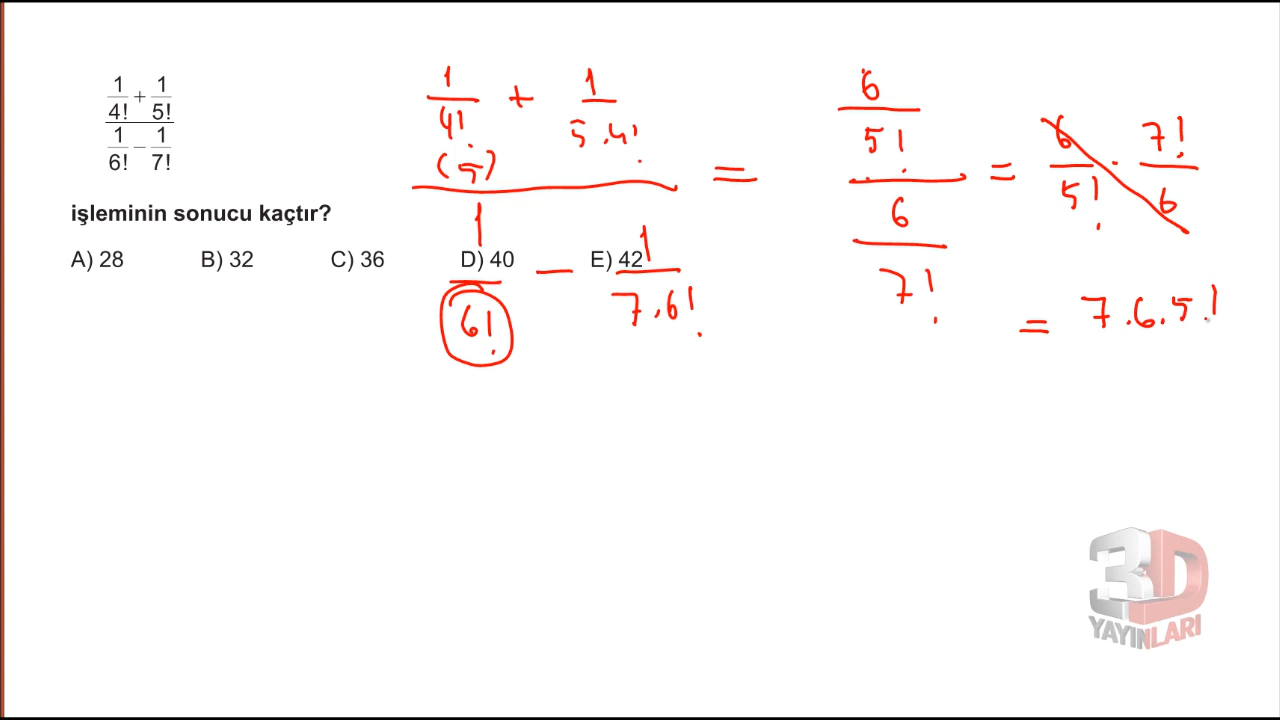 1/4! + 1/5!
1/6! − 1/7!
işleminin sonucu kaçtır?
A) 28 B) 32 C) 36 D) 40 E) 42
1/4! + 1/5.4!
(5)
1/6! − 1/7.6!
= 6/5!
6/7!
= 6/5! . 7!/6
= 7.6.5!
3D
YAYINLARI